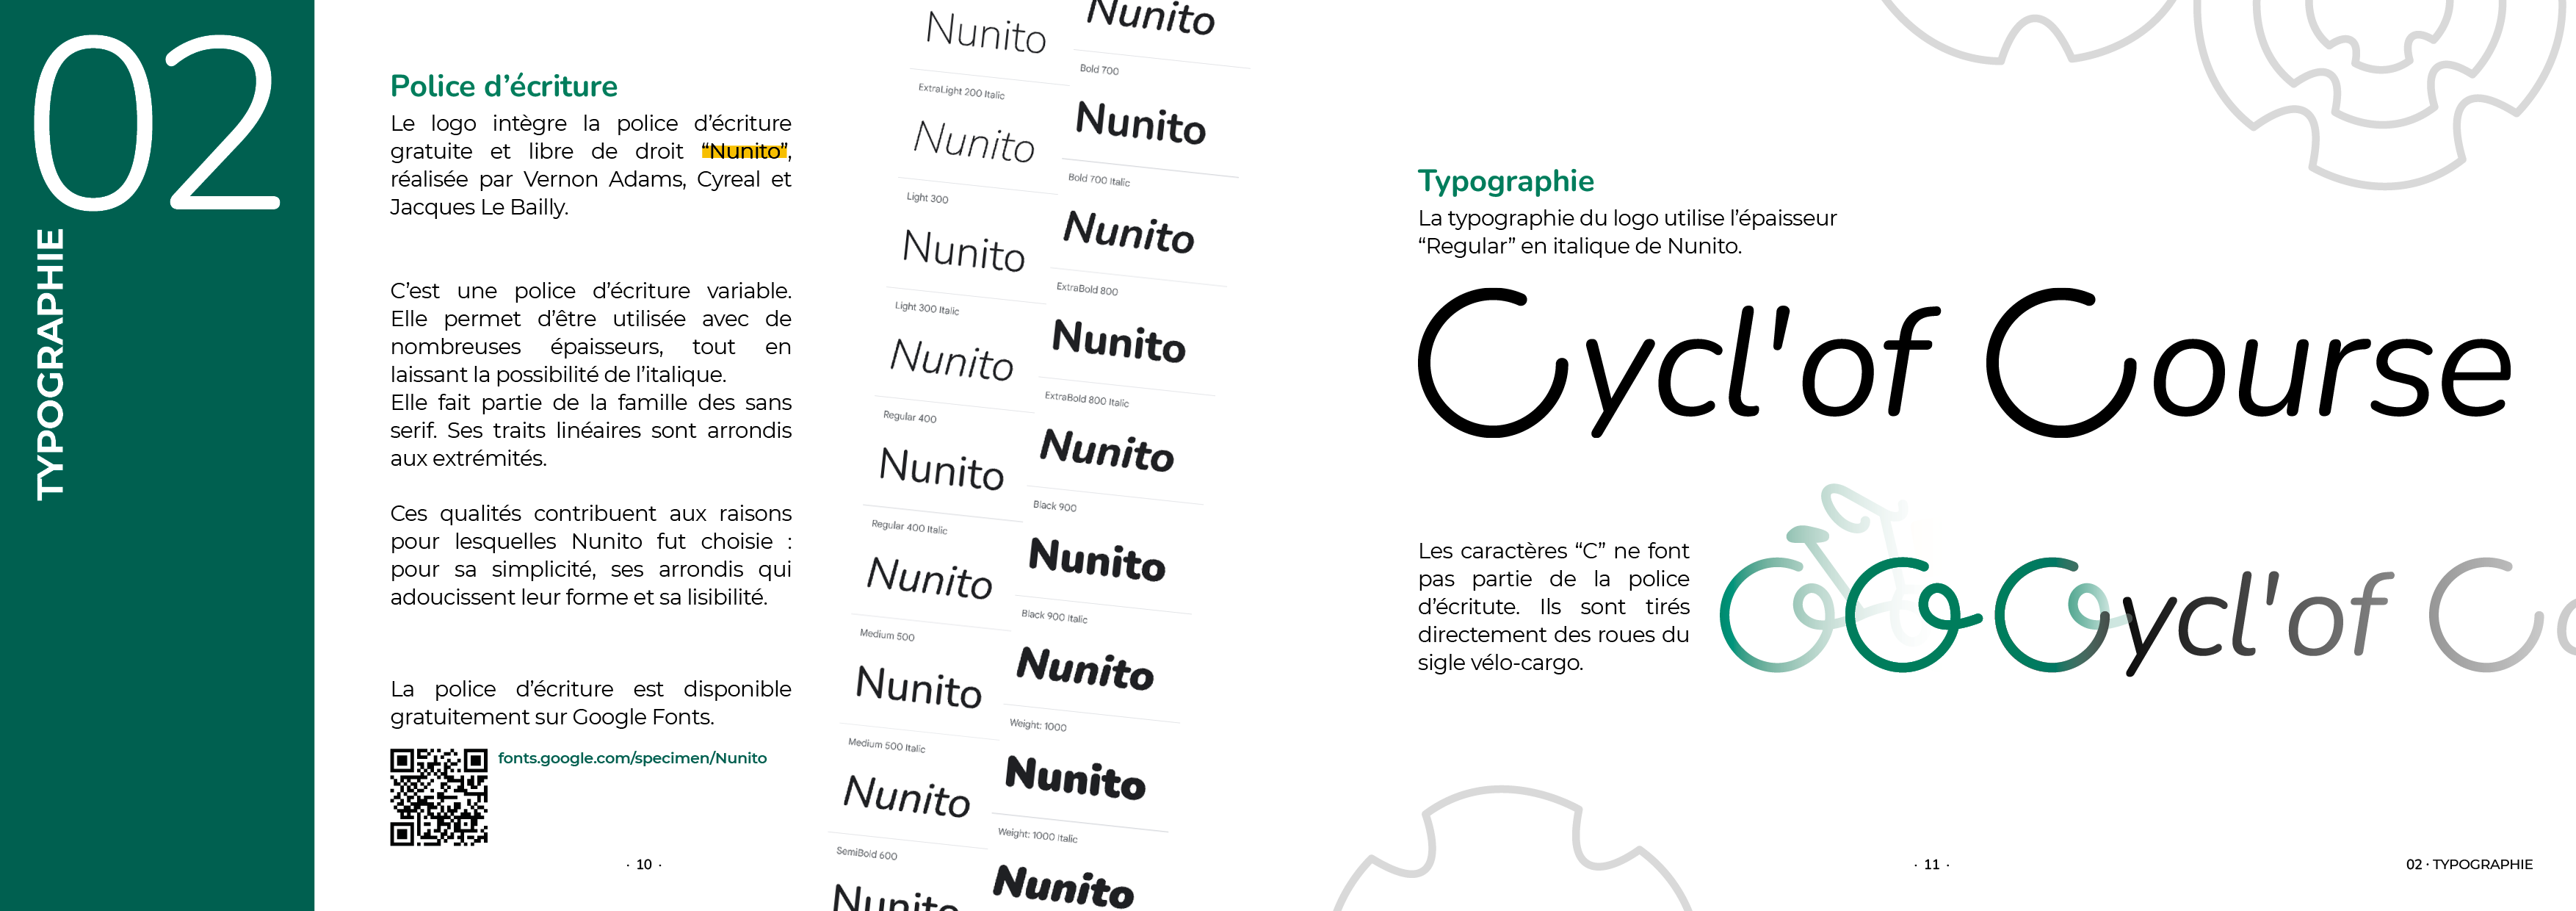 02
TYPOGRAPHIE
Police d’écriture
Le logo intègre la police d’écriture
gratuite et libre de droit “Nunito”,
réalisée par Vernon Adams, Cyreal et
Jacques Le Bailly.
C’est une police d’écriture variable.
Elle permet d’être utilisée avec de
nombreuses épaisseurs, tout en
laissant la possibilité de l’italique.
Elle fait partie de la famille des sans
serif. Ses traits linéaires sont arrondis
aux extrémités.
Ces qualités contribuent aux raisons
pour lesquelles Nunito fut choisie :
pour sa simplicité, ses arrondis qui
adoucissent leur forme et sa lisibilité.
La police d’écriture est disponible
gratuitement sur Google Fonts.
fonts.google.com/specimen/Nunito
· 10 ·
Nunito
ExtraLight 200 Italic
Nunito
Light 300
Nunito
Light 300 Italic
Nunito
Regular 400
Nunito
Regular 400 Italic
Nunito
Medium 500
Nunito
Medium 500 Italic
Nunito
SemiBold 600
Nunito
Nunito
Bold 700
Nunito
Bold 700 Italic
Nunito
ExtraBold 800
Nunito
ExtraBold 800 Italic
Nunito
Black 900
Nunito
Black 900 Italic
Nunito
Weight: 1000
Nunito
Weight: 1000 Italic
Nunito
Typographie
La typographie du logo utilise l’épaisseur
“Regular” en italique de Nunito.
Cycl'of Course
Les caractères “C” ne font
pas partie de la police
d’écritute. Ils sont tirés
directement des roues du
sigle vélo-cargo.
Cycl'of Co
· 11 ·
02 · TYPOGRAPHIE